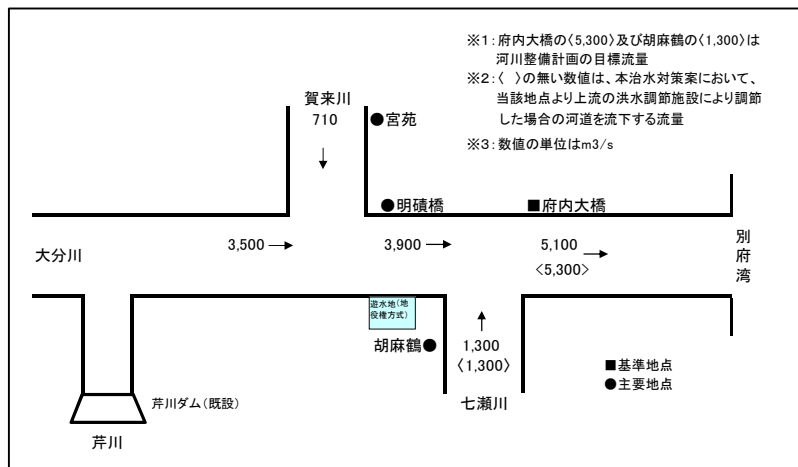 ※1：府内大橋の〈5,300〉及び胡麻鶴の〈1,300〉は
河川整備計画の目標流量
※2：〈　〉の無い数値は、本治水対策案において、
当該地点より上流の洪水調節施設により調節
した場合の河道を流下する流量
※3：数値の単位はm3/s
賀来川
710
↓
●宮苑
●明磧橋
■府内大橋
大分川
3,500→
3,900→
5,100→
〈5,300〉
別府湾
遊水地（地
役権方式）
胡麻鶴●
↑
1,300
〈1,300〉
七瀬川
■基準地点
●主要地点
芹川ダム（既設）
芹川